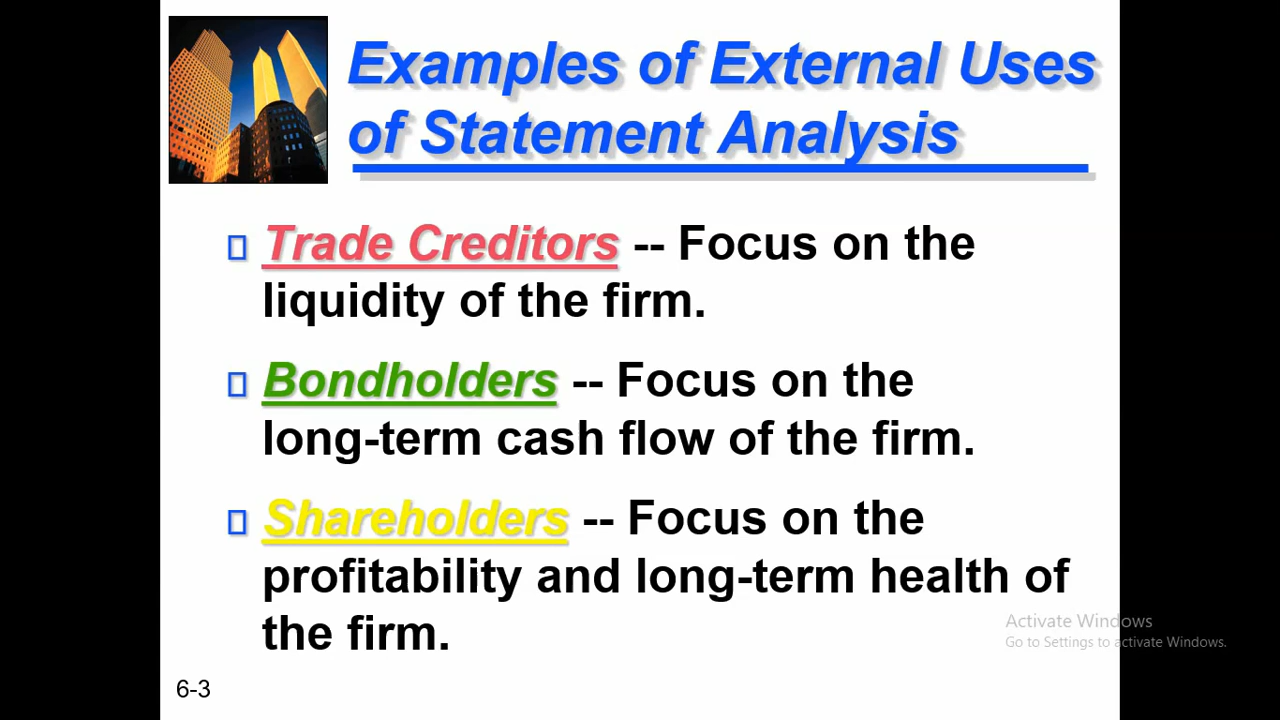 Examples of External Uses
of Statement Analysis
Trade Creditors -- Focus on the
liquidity of the firm.
Bondholders -- Focus on the
long-term cash flow of the firm.
Shareholders -- Focus on the
profitability and long-term health of
the firm.
Activate Windows
Go to Settings to activate Windows.
6-3